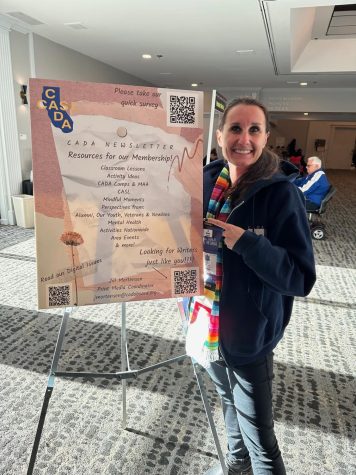 Please take our
quick survey
CASL
CADA
CADA NEWSLETTER
Resources for our Membership!
Classroom Lessons
Activity Ideas
CADA Camps & MAA
CASL
Mindful Moments
Perspectives from:
Alumni, Our Youth, Veterans & Newbies
Mental Health
Activities Nationwide
Area Events
& more!
Looking for Writers
just like you!!!!
Read our Digital Issues
Print Media Coordinator